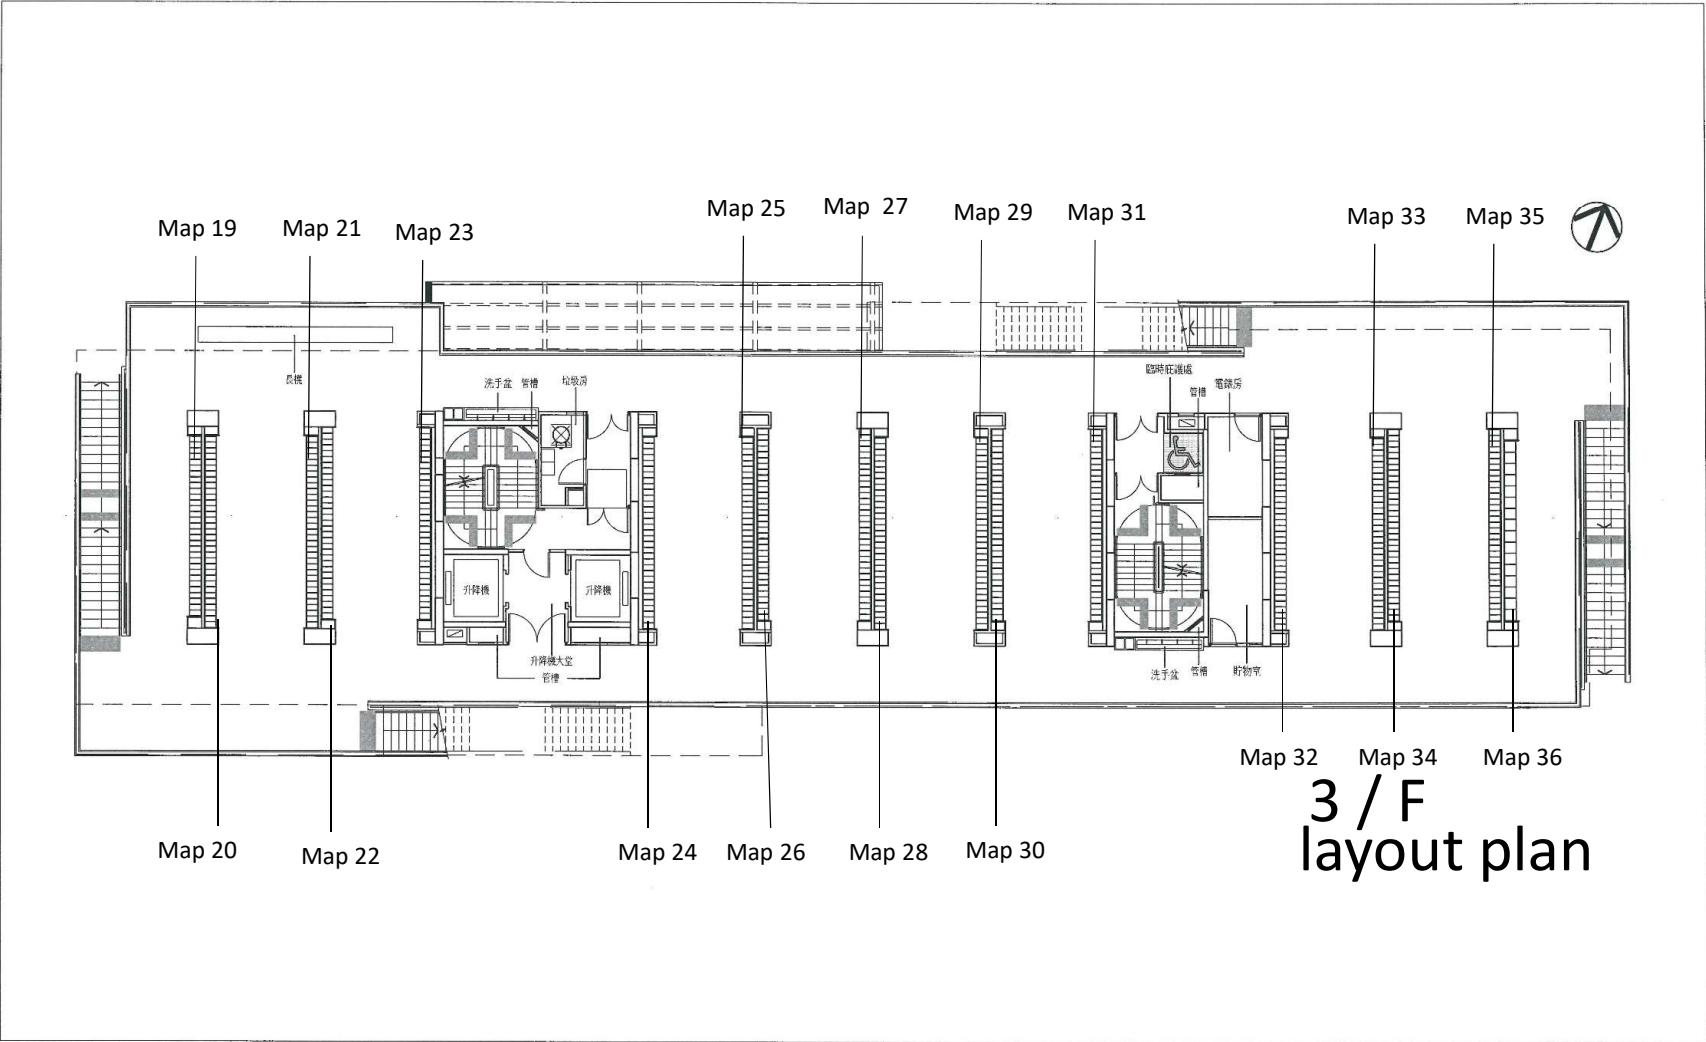 Map 25
Map  27
Map 29
Map 31
Map 33
Map 35
Map 19
Map 21
Map 23
長櫈
洗手盆
管槽
垃圾房
臨時庇護處
管槽
電錶房
升降機
升降機
升降機大堂
管槽
洗手盆
管槽
貯物室
Map 32
Map 34
Map 36
3 / F
layout plan
Map 20
Map 22
Map 24
Map 26
Map 28
Map 30